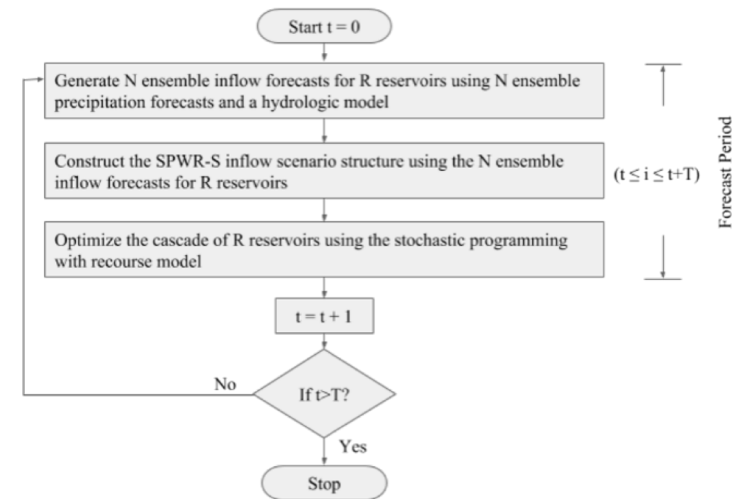 Start t = 0
Generate N ensemble inflow forecasts for R reservoirs using N ensemble
precipitation forecasts and a hydrologic model
Construct the SPWR-S inflow scenario structure using the N ensemble
inflow forecasts for R reservoirs
(t ≤ i ≤ t+T)
Forecast Period
Optimize the cascade of R reservoirs using the stochastic programming
with recourse model
t = t + 1
No
If t>T?
Yes
Stop